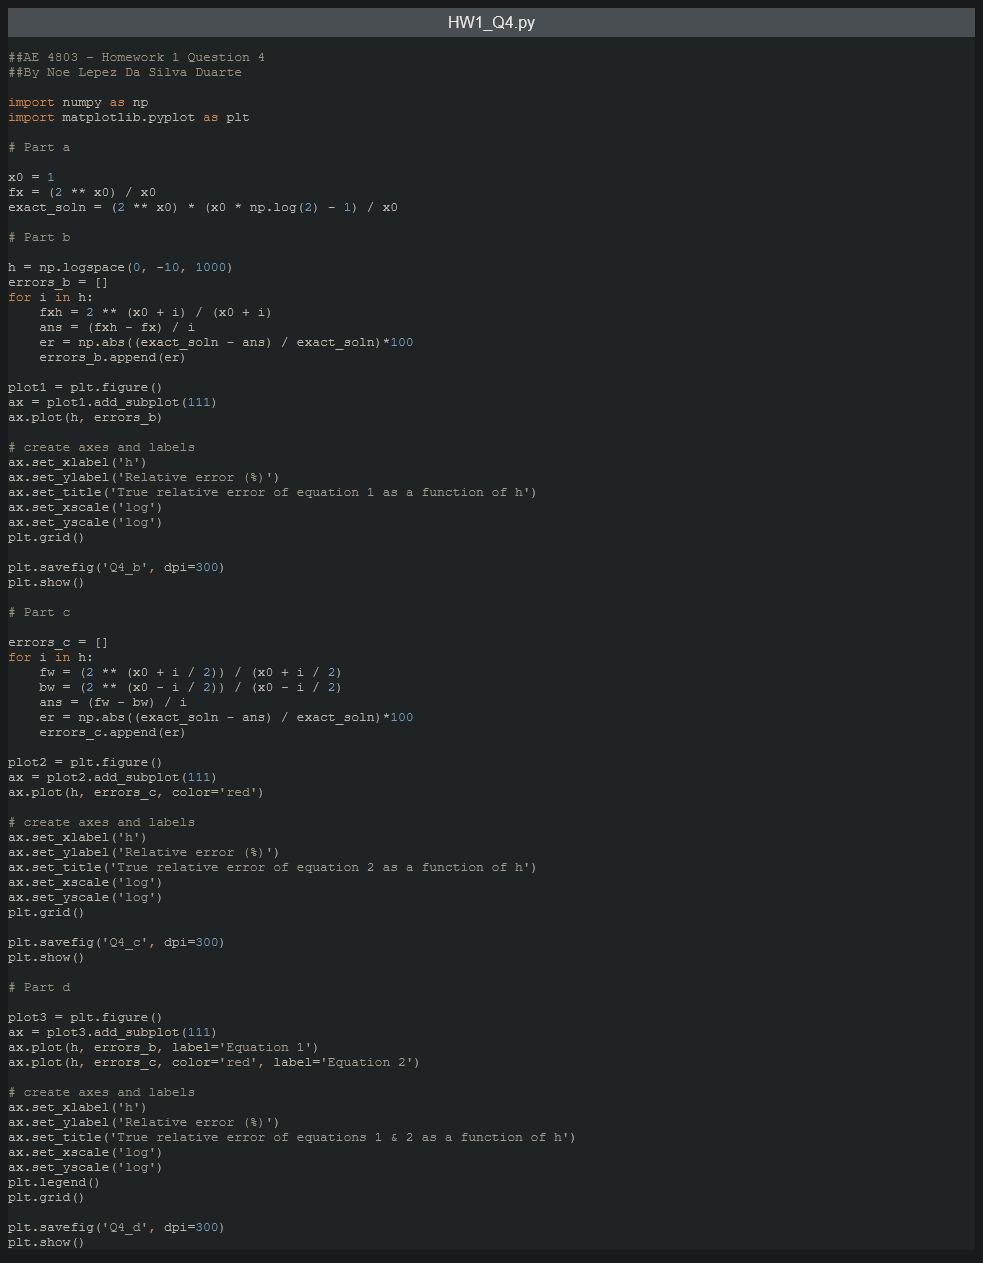 HW1_Q4.py
##AE 4803 - Homework 1 Question 4
##By Noe Lepez Da Silva Duarte
import numpy as np
import matplotlib.pyplot as plt
# Part a
x0 = 1
fx = (2 ** x0) / x0
exact_soln = (2 ** x0) * (x0 * np.log(2) - 1) / x0
# Part b
h = np.logspace(0, -10, 1000)
errors_b = []
for i in h:
    fxh = 2 ** (x0 + i) / (x0 + i)
    ans = (fxh - fx) / i
    er = np.abs((exact_soln - ans) / exact_soln)*100
    errors_b.append(er)
plot1 = plt.figure()
ax = plot1.add_subplot(111)
ax.plot(h, errors_b)
# create axes and labels
ax.set_xlabel('h')
ax.set_ylabel('Relative error (%)')
ax.set_title('True relative error of equation 1 as a function of h')
ax.set_xscale('log')
ax.set_yscale('log')
plt.grid()
plt.savefig('Q4_b', dpi=300)
plt.show()
# Part c
errors_c = []
for i in h:
    fw = (2 ** (x0 + i / 2)) / (x0 + i / 2)
    bw = (2 ** (x0 - i / 2)) / (x0 - i / 2)
    ans = (fw - bw) / i
    er = np.abs((exact_soln - ans) / exact_soln)*100
    errors_c.append(er)
plot2 = plt.figure()
ax = plot2.add_subplot(111)
ax.plot(h, errors_c, color='red')
# create axes and labels
ax.set_xlabel('h')
ax.set_ylabel('Relative error (%)')
ax.set_title('True relative error of equation 2 as a function of h')
ax.set_xscale('log')
ax.set_yscale('log')
plt.grid()
plt.savefig('Q4_c', dpi=300)
plt.show()
# Part d
plot3 = plt.figure()
ax = plot3.add_subplot(111)
ax.plot(h, errors_b, label='Equation 1')
ax.plot(h, errors_c, color='red', label='Equation 2')
# create axes and labels
ax.set_xlabel('h')
ax.set_ylabel('Relative error (%)')
ax.set_title('True relative error of equations 1 & 2 as a function of h')
ax.set_xscale('log')
ax.set_yscale('log')
plt.legend()
plt.grid()
plt.savefig('Q4_d', dpi=300)
plt.show()